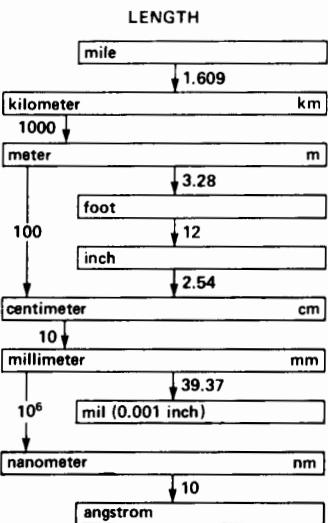 LENGTH
mile
1.609
kilometer km
1000
meter m
3.28
foot
100
12
inch
2.54
centimeter cm
10
millimeter mm
39.37
10⁶
mil (0.001 inch)
nanometer nm
10
angstrom